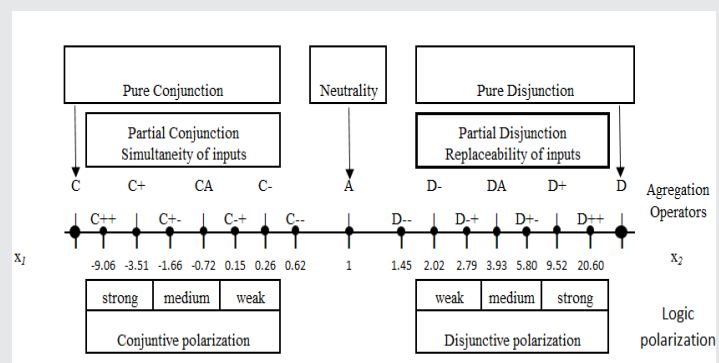 Pure Conjunction Neutrality Pure Disjunction
Partial Conjunction Partial Disjunction
Simultaneity of inputs Replaceability of inputs
C C+ CA C- A D- DA D+ D Agregation
Operators
C++ C+- C-+ C-- D-- D-+ D+- D++
x1 x2
-9.06 -3.51 -1.66 -0.72 0.15 0.26 0.62 1 1.45 2.02 2.79 3.93 5.80 9.52 20.60
strong medium weak weak medium strong
Logic
Conjuntive polarization Disjunctive polarization polarization